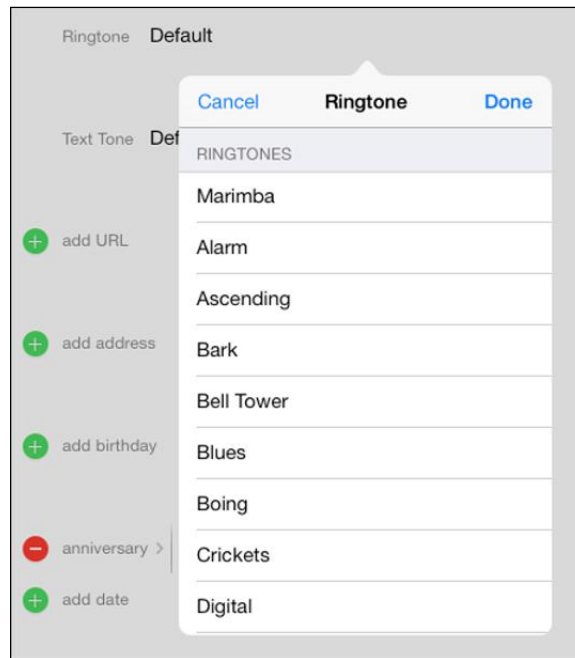 Ringtone Default
Cancel Ringtone Done
Text Tone Def
RINGTONES
Marimba
add URL
Alarm
Ascending
add address
Bark
Bell Tower
add birthday
Blues
Boing
anniversary >
Crickets
add date
Digital